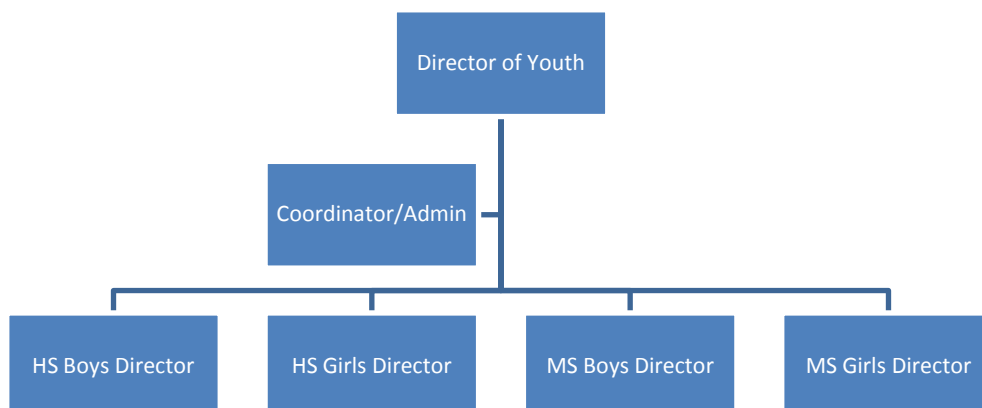 Director of Youth
Coordinator/Admin
HS Boys Director
HS Girls Director
MS Boys Director
MS Girls Director